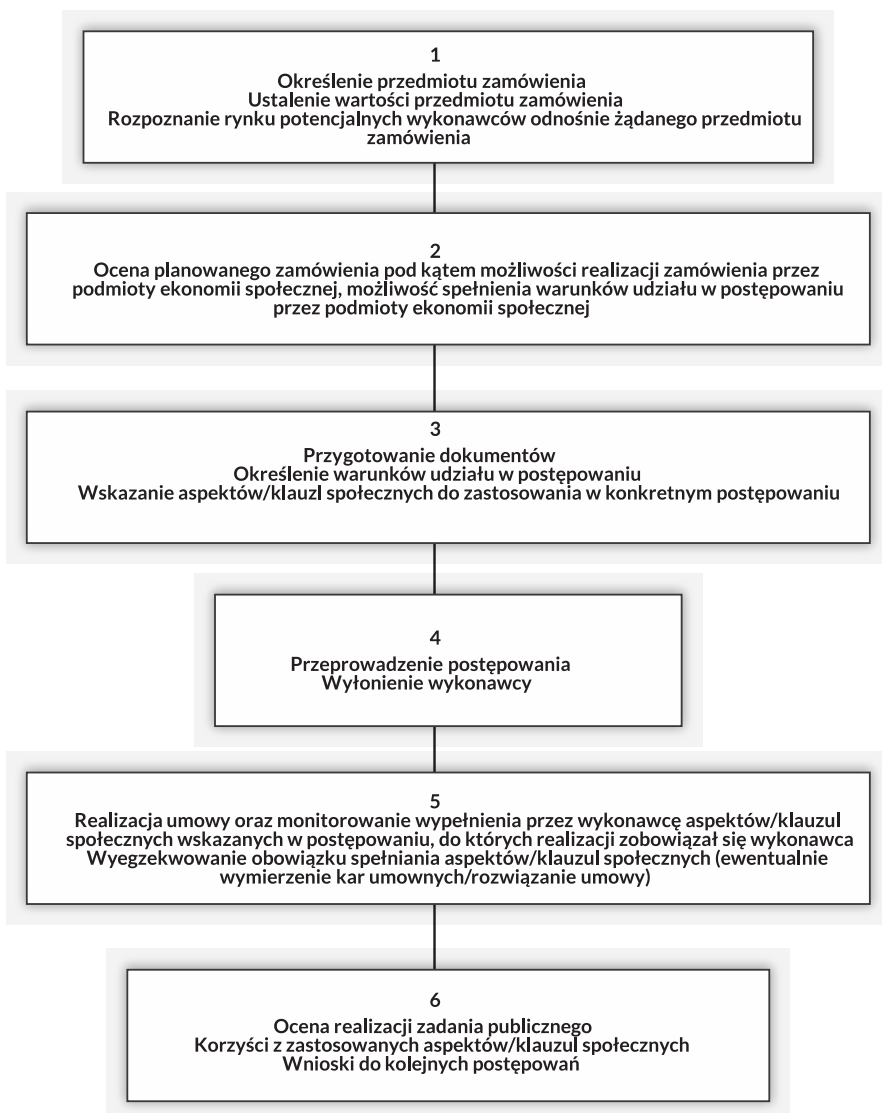 1
Określenie przedmiotu zamówienia
Ustalenie wartości przedmiotu zamówienia
Rozpoznanie rynku potencjalnych wykonawców odnośnie żądanego przedmiotu
zamówienia
2
Ocena planowanego zamówienia pod kątem możliwości realizacji zamówienia przez
podmioty ekonomii społecznej, możliwość spełnienia warunków udziału w postępowaniu
przez podmioty ekonomii społecznej
3
Przygotowanie dokumentów
Określenie warunków udziału w postępowaniu
Wskazanie aspektów/klauzl społecznych do zastosowania w konkretnym postępowaniu
4
Przeprowadzenie postępowania
Wyłonienie wykonawcy
5
Realizacja umowy oraz monitorowanie wypełnienia przez wykonawcę aspektów/klauzul
społecznych wskazanych w postępowaniu, do których realizacji zobowiązał się wykonawca
Wyegzekwowanie obowiązku spełniania aspektów/klauzul społecznych (ewentualnie
wymierzenie kar umownych/rozwiązanie umowy)
6
Ocena realizacji zadania publicznego
Korzyści z zastosowanych aspektów/klauzul społecznych
Wnioski do kolejnych postępowań